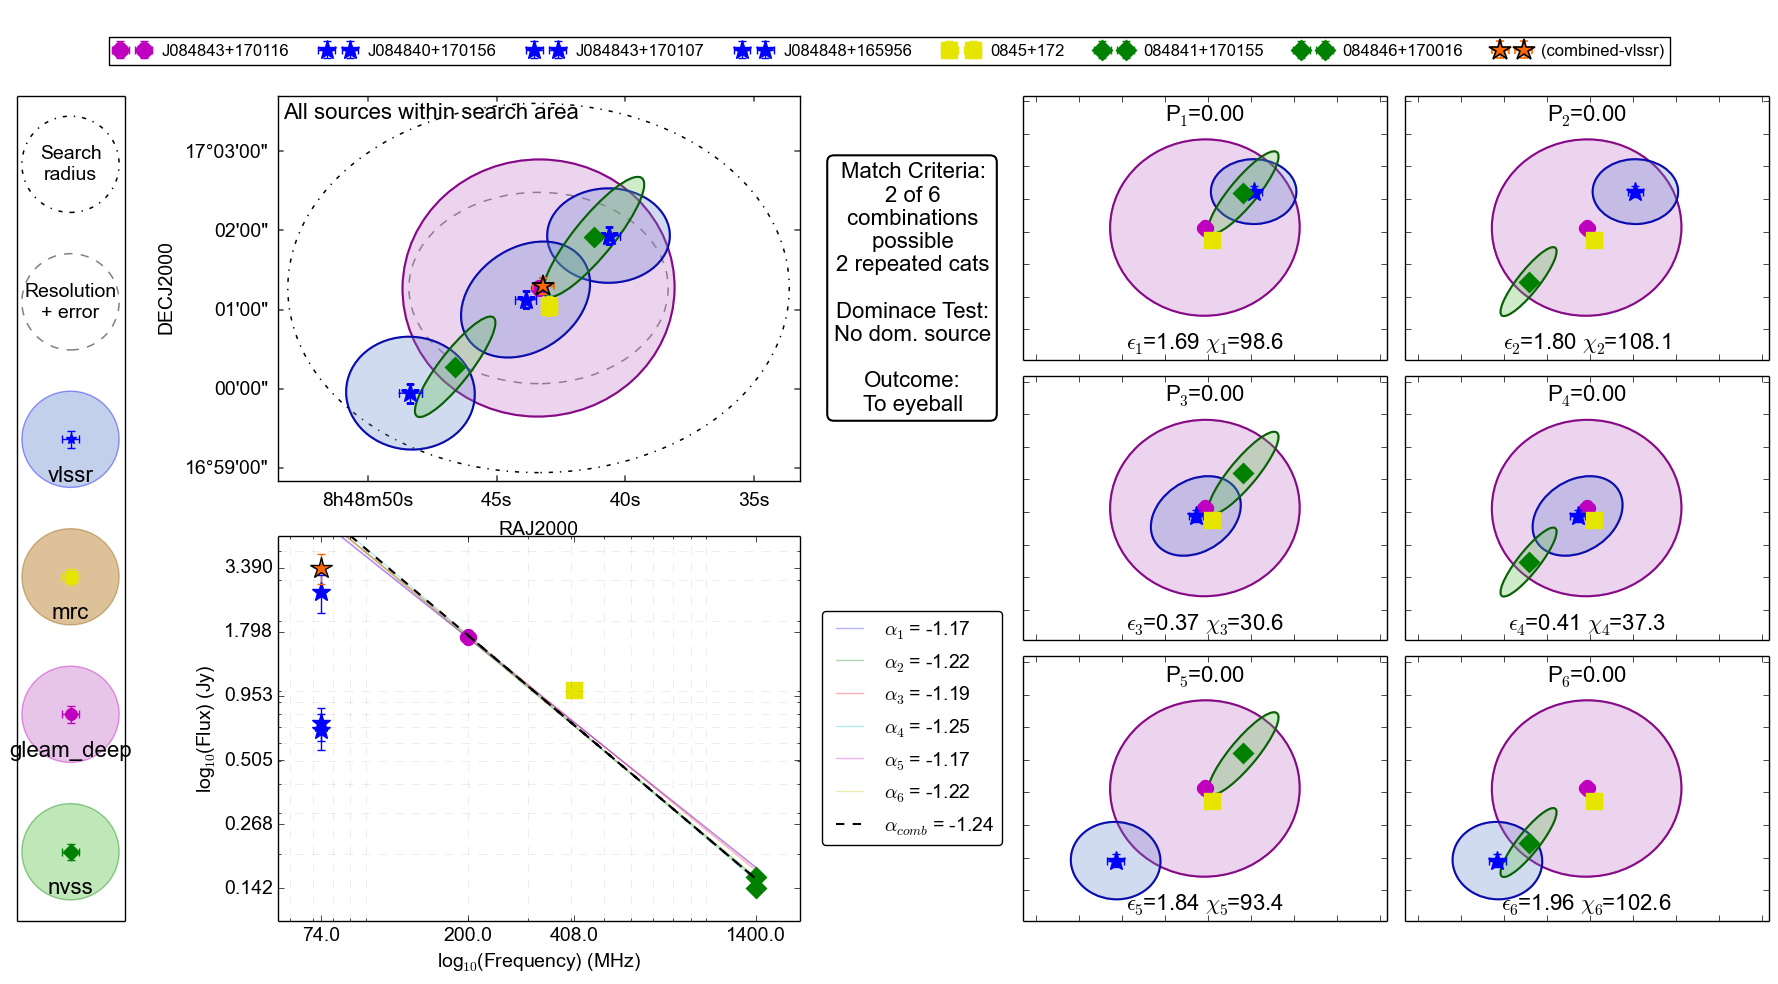 J084843+170116 J084840+170156 J084843+170107 J084848+165956 0845+172 084841+170155 084846+170016 (combined-vlssr)
Search
radius
Resolution
+ error
vlssr
mrc
gleam_deep
nvss
All sources within search area
DECJ2000
17°03'00"
02'00"
01'00"
00'00"
16°59'00"
8h48m50s 45s 40s 35s
RAJ2000
log₁₀(Flux) (Jy)
3.390
1.798
0.953
0.505
0.268
0.142
74.0 200.0 408.0 1400.0
log₁₀(Frequency) (MHz)
Match Criteria:
2 of 6
combinations
possible
2 repeated cats
Dominace Test:
No dom. source
Outcome:
To eyeball
α₁ = -1.17
α₂ = -1.22
α₃ = -1.19
α₄ = -1.25
α₅ = -1.17
α₆ = -1.22
α_comb = -1.24
P₁=0.00
ϵ₁=1.69 χ₁=98.6
P₂=0.00
ϵ₂=1.80 χ₂=108.1
P₃=0.00
ϵ₃=0.37 χ₃=30.6
P₄=0.00
ϵ₄=0.41 χ₄=37.3
P₅=0.00
ϵ₅=1.84 χ₅=93.4
P₆=0.00
ϵ₆=1.96 χ₆=102.6